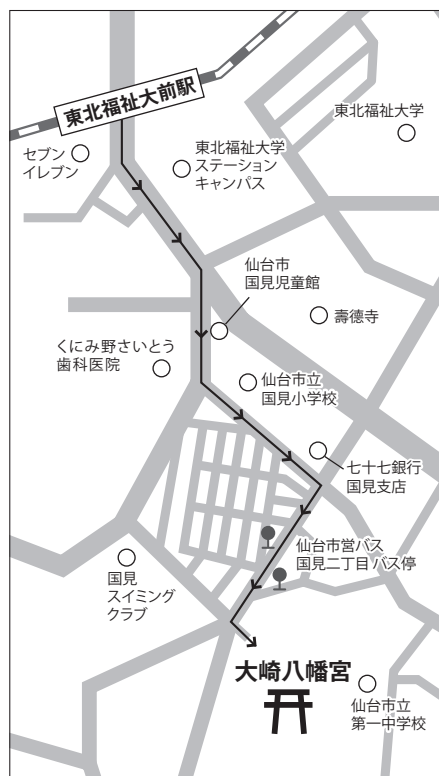 東北福祉大前駅
東北福祉大学
セブン
イレブン
東北福祉大学
ステーション
キャンパス
仙台市
国見児童館
壽德寺
くにみ野さいとう
歯科医院
仙台市立
国見小学校
七十七銀行
国見支店
仙台市営バス
国見二丁目バス停
国見
スイミング
クラブ
大崎八幡宮
仙台市立
第一中学校